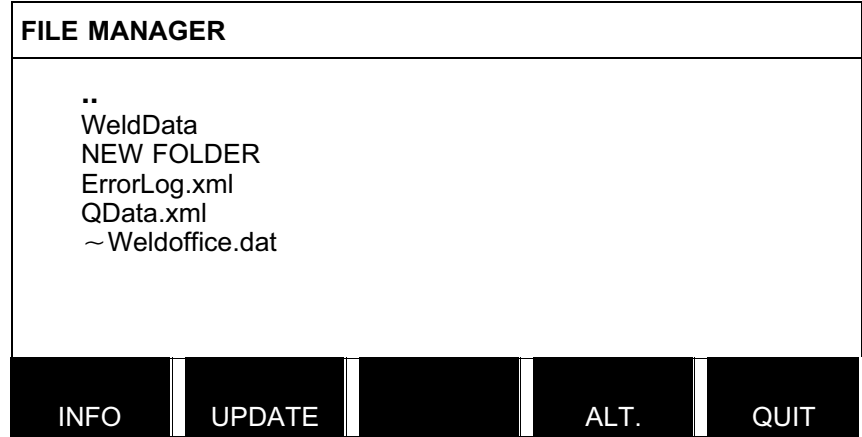 FILE MANAGER
..
WeldData
NEW FOLDER
ErrorLog.xml
QData.xml
~Weldoffice.dat
INFO UPDATE ALT. QUIT